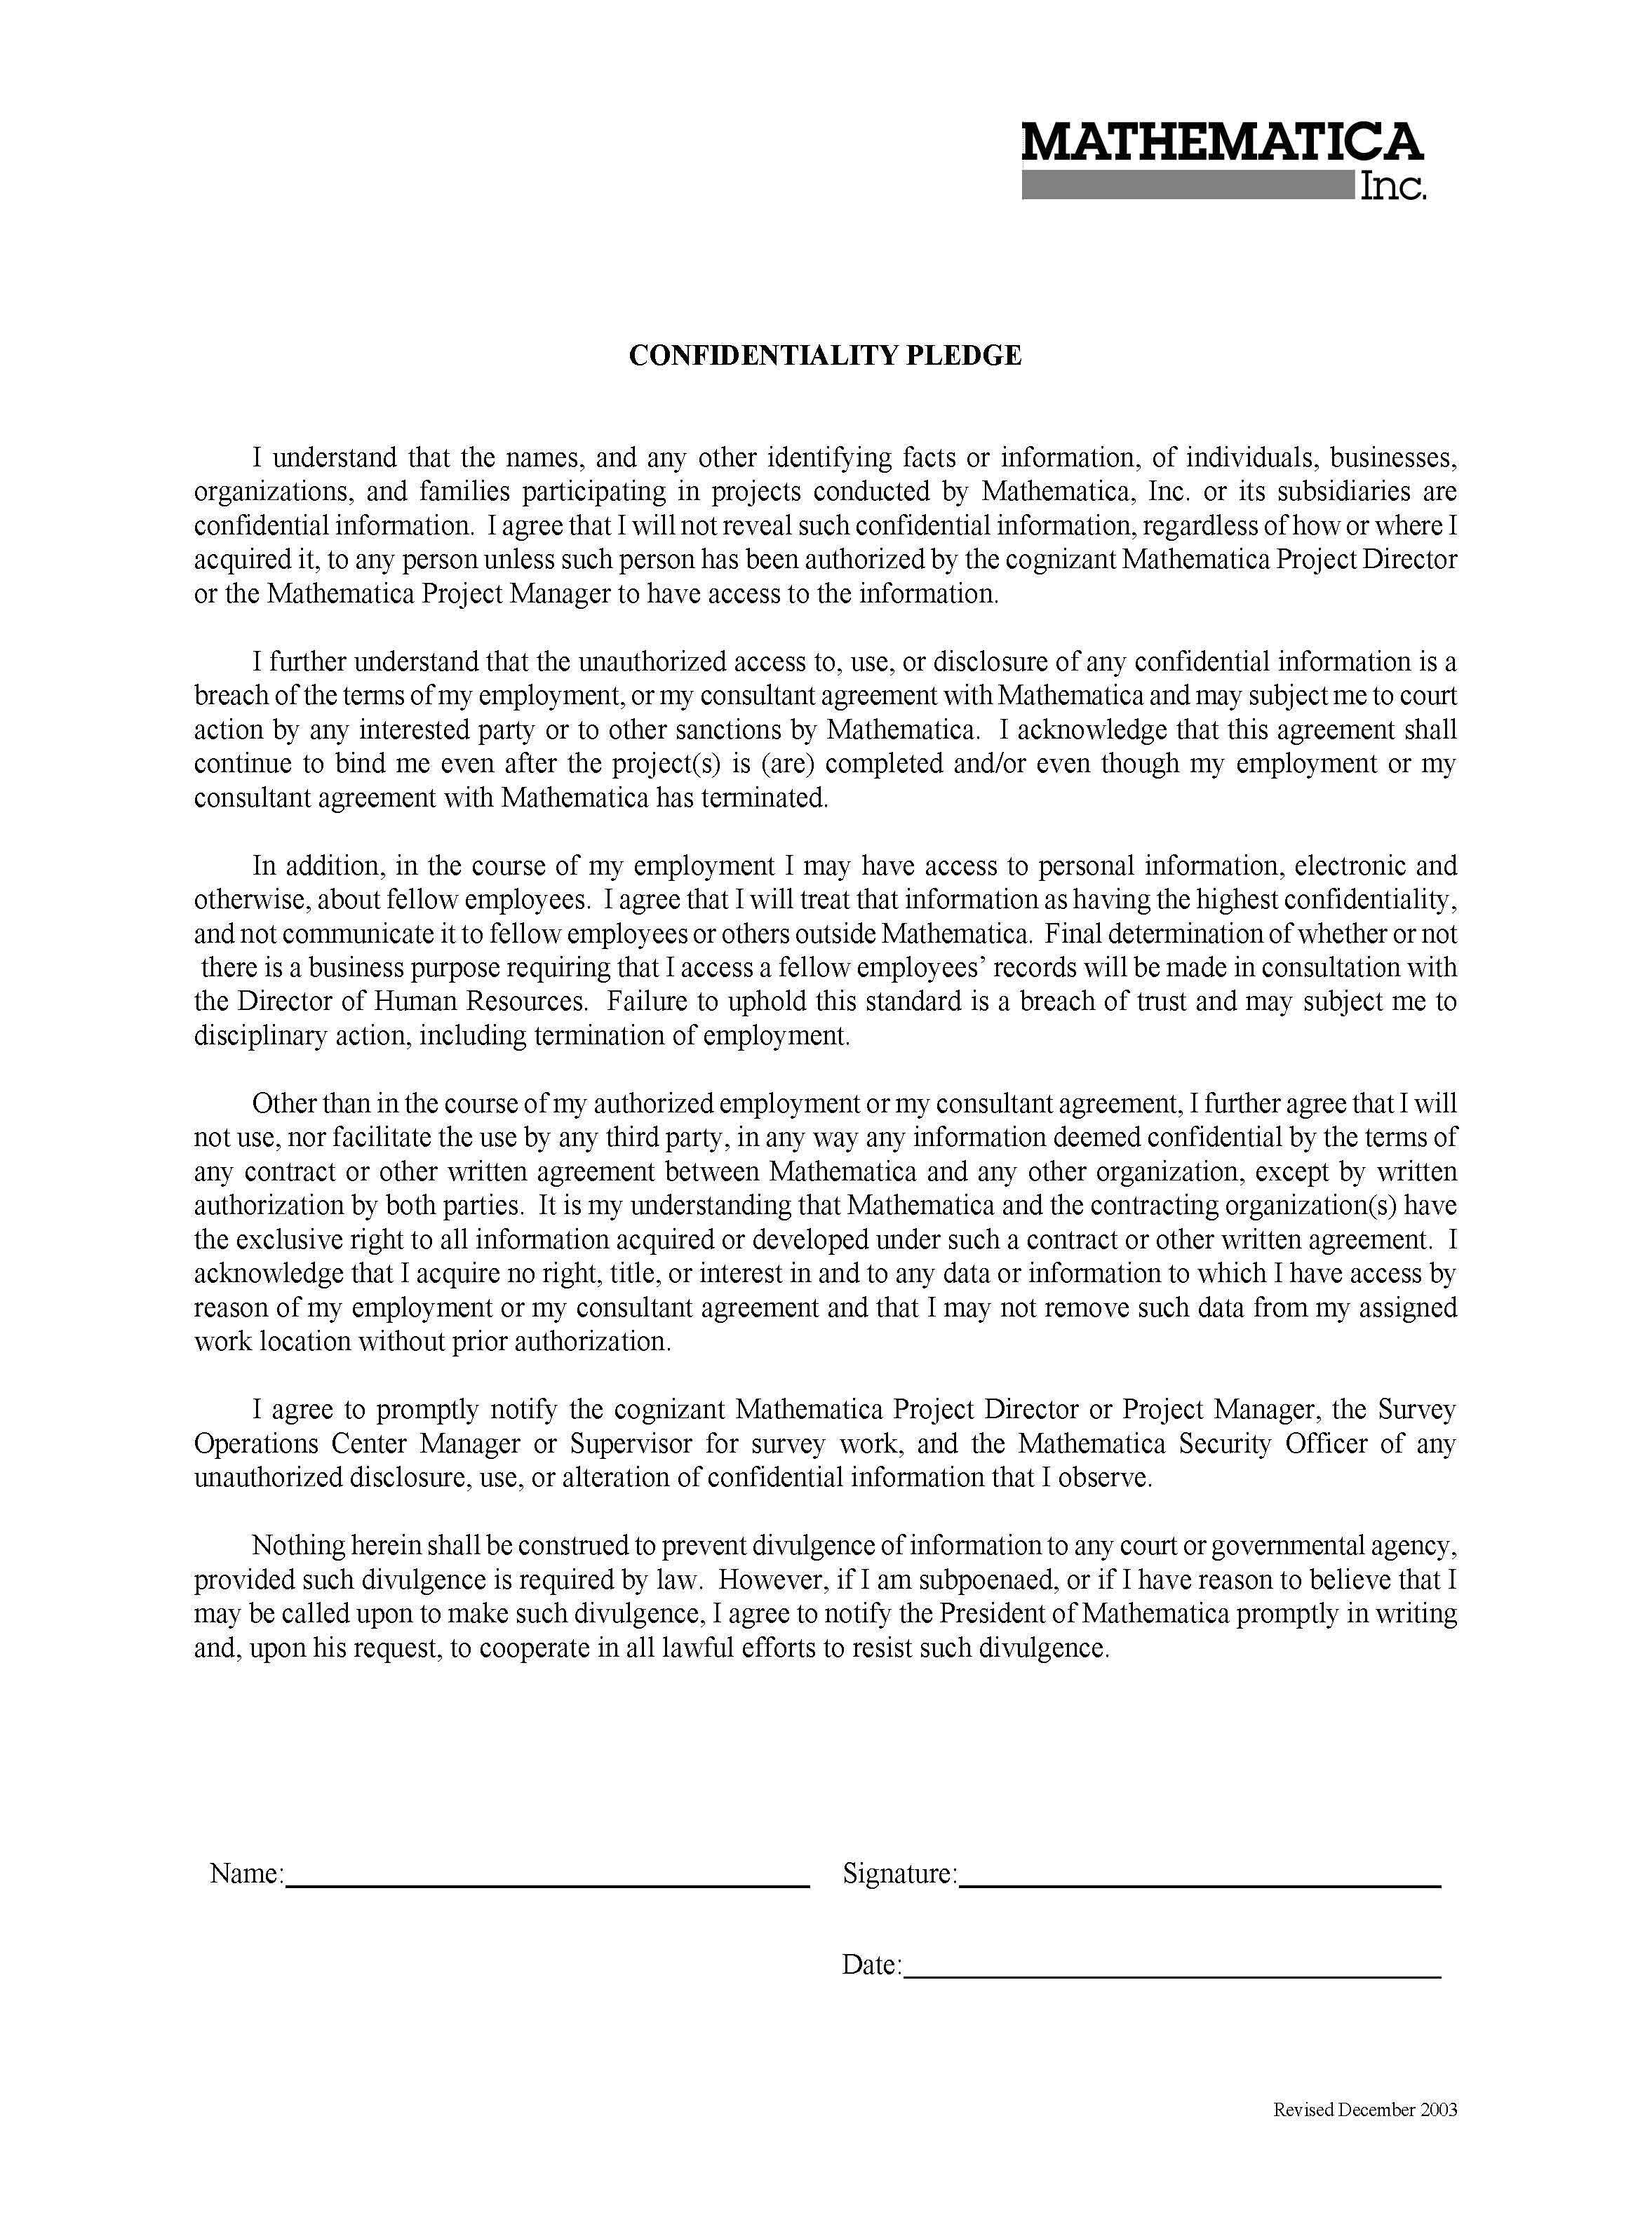 MATHEMATICA
Inc.
CONFIDENTIALITY PLEDGE
I understand that the names, and any other identifying facts or information, of individuals, businesses,
organizations, and families participating in projects conducted by Mathematica, Inc. or its subsidiaries are
confidential information. I agree that I will not reveal such confidential information, regardless of how or where I
acquired it, to any person unless such person has been authorized by the cognizant Mathematica Project Director
or the Mathematica Project Manager to have access to the information.
I further understand that the unauthorized access to, use, or disclosure of any confidential information is a
breach of the terms of my employment, or my consultant agreement with Mathematica and may subject me to court
action by any interested party or to other sanctions by Mathematica. I acknowledge that this agreement shall
continue to bind me even after the project(s) is (are) completed and/or even though my employment or my
consultant agreement with Mathematica has terminated.
In addition, in the course of my employment I may have access to personal information, electronic and
otherwise, about fellow employees. I agree that I will treat that information as having the highest confidentiality,
and not communicate it to fellow employees or others outside Mathematica. Final determination of whether or not
there is a business purpose requiring that I access a fellow employees’ records will be made in consultation with
the Director of Human Resources. Failure to uphold this standard is a breach of trust and may subject me to
disciplinary action, including termination of employment.
Other than in the course of my authorized employment or my consultant agreement, I further agree that I will
not use, nor facilitate the use by any third party, in any way any information deemed confidential by the terms of
any contract or other written agreement between Mathematica and any other organization, except by written
authorization by both parties. It is my understanding that Mathematica and the contracting organization(s) have
the exclusive right to all information acquired or developed under such a contract or other written agreement. I
acknowledge that I acquire no right, title, or interest in and to any data or information to which I have access by
reason of my employment or my consultant agreement and that I may not remove such data from my assigned
work location without prior authorization.
I agree to promptly notify the cognizant Mathematica Project Director or Project Manager, the Survey
Operations Center Manager or Supervisor for survey work, and the Mathematica Security Officer of any
unauthorized disclosure, use, or alteration of confidential information that I observe.
Nothing herein shall be construed to prevent divulgence of information to any court or governmental agency,
provided such divulgence is required by law. However, if I am subpoenaed, or if I have reason to believe that I
may be called upon to make such divulgence, I agree to notify the President of Mathematica promptly in writing
and, upon his request, to cooperate in all lawful efforts to resist such divulgence.
Name: Signature:
Date:
Revised December 2003